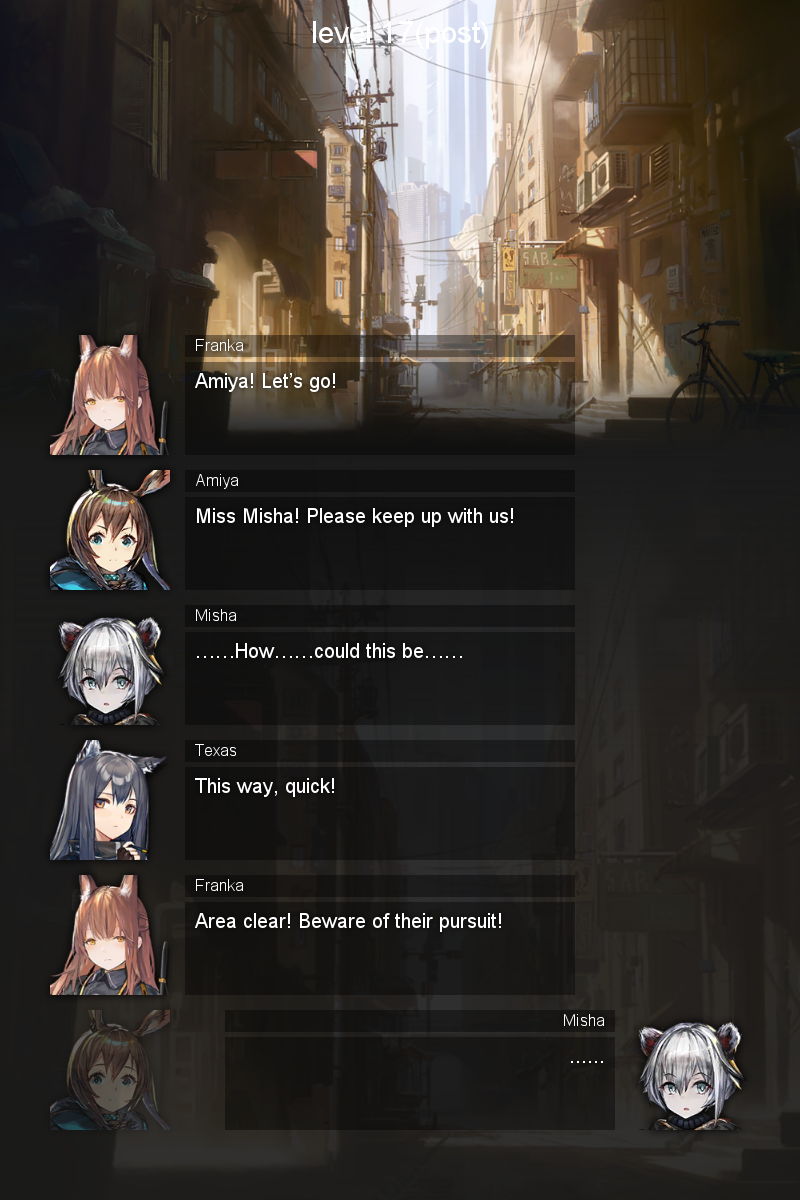 level 17(post)
Franka
Amiya! Let's go!
Amiya
Miss Misha! Please keep up with us!
Misha
……How……could this be……
Texas
This way, quick!
Franka
Area clear! Beware of their pursuit!
Misha
……